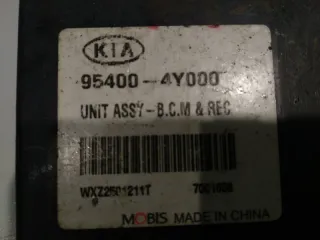 KIA
95400-4Y000
UNIT ASSY-B.C.M & REC
WXZ2501211T
MOBIS MADE IN CHINA